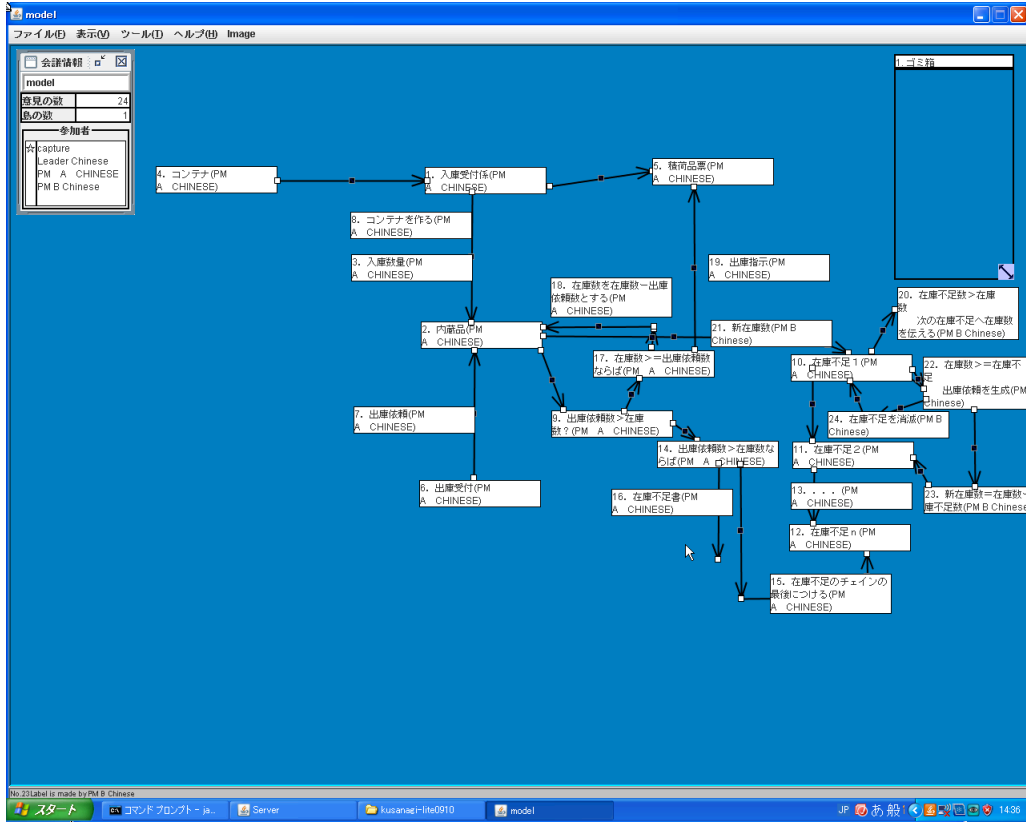 model
ファイル(F) 表示(V) ツール(T) ヘルプ(H) Image
会議情報
model
意見の数 24
島の数 1
参加者
☆ capture
Leader Chinese
PM A CHINESE
PM B Chinese
1. ゴミ箱
4. コンテナ(PM
A CHINESE)
1. 入庫受付係(PM
A CHINESE)
5. 積荷品票(PM
A CHINESE)
8. コンテナを作る(PM
A CHINESE)
3. 入庫数量(PM
A CHINESE)
19. 出庫指示(PM
A CHINESE)
18. 在庫数を在庫数ー出庫
依頼数とする(PM
A CHINESE)
20. 在庫不足数>在庫
数
次の在庫不足へ在庫数
を伝える(PM B Chinese)
2. 内蔵品(PM
A CHINESE)
21. 新在庫数(PM B
Chinese)
17. 在庫数>=出庫依頼数
ならば(PM A CHINESE)
10. 在庫不足1(PM
A CHINESE)
22. 在庫数>=在庫不
足
出庫依頼を生成(PM
Chinese)
7. 出庫依頼(PM
A CHINESE)
9. 出庫依頼数>在庫
数?(PM A CHINESE)
24. 在庫不足を消滅(PM B
Chinese)
14. 出庫依頼数>在庫数な
らば(PM A CHINESE)
11. 在庫不足2(PM
A CHINESE)
6. 出庫受付(PM
A CHINESE)
16. 在庫不足書(PM
A CHINESE)
13. . . . (PM
A CHINESE)
23. 新在庫数=在庫数ー
庫不足数(PM B Chinese
12. 在庫不足n(PM
A CHINESE)
15. 在庫不足のチェインの
最後につける(PM
A CHINESE)
No.23Label is made by PM B Chinese
スタート コマンド プロンプト - ja... Server kusanagi-lite0910 model JP あ 般 14:36